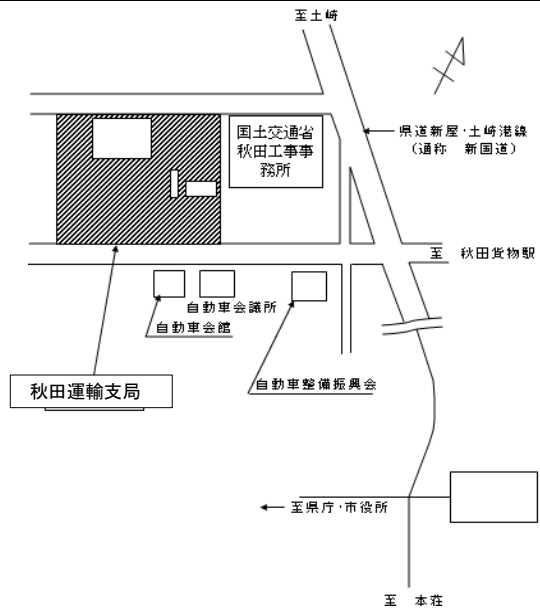 至土崎
国土交通省
秋田工事事
務所
県道新屋・土崎港線
(通称 新国道)
至 秋田貨物駅
自動車会議所
自動車会館
自動車整備振興会
秋田運輸支局
至県庁・市役所
至 本荘